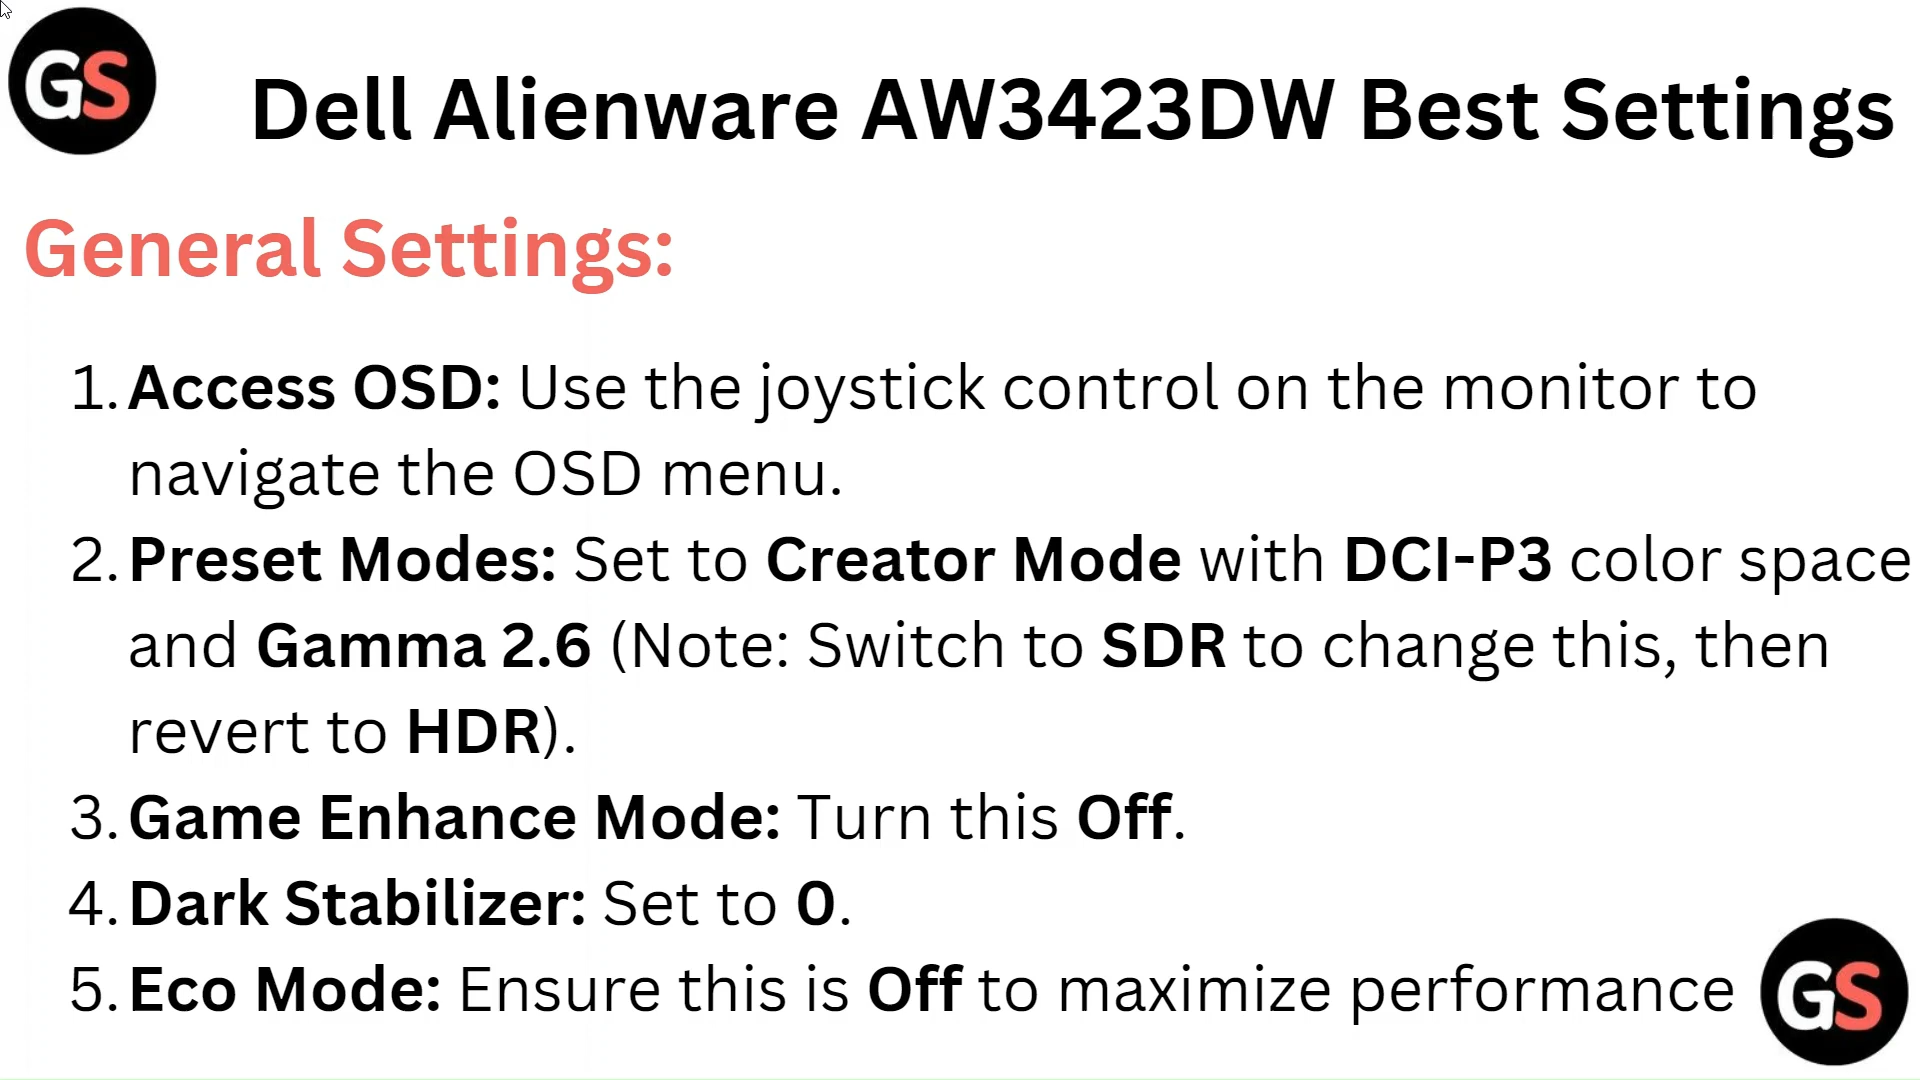 GS
Dell Alienware AW3423DW Best Settings
General Settings:
1. Access OSD: Use the joystick control on the monitor to
navigate the OSD menu.
2. Preset Modes: Set to Creator Mode with DCI-P3 color space
and Gamma 2.6 (Note: Switch to SDR to change this, then
revert to HDR).
3. Game Enhance Mode: Turn this Off.
4. Dark Stabilizer: Set to 0.
5. Eco Mode: Ensure this is Off to maximize performance
GS